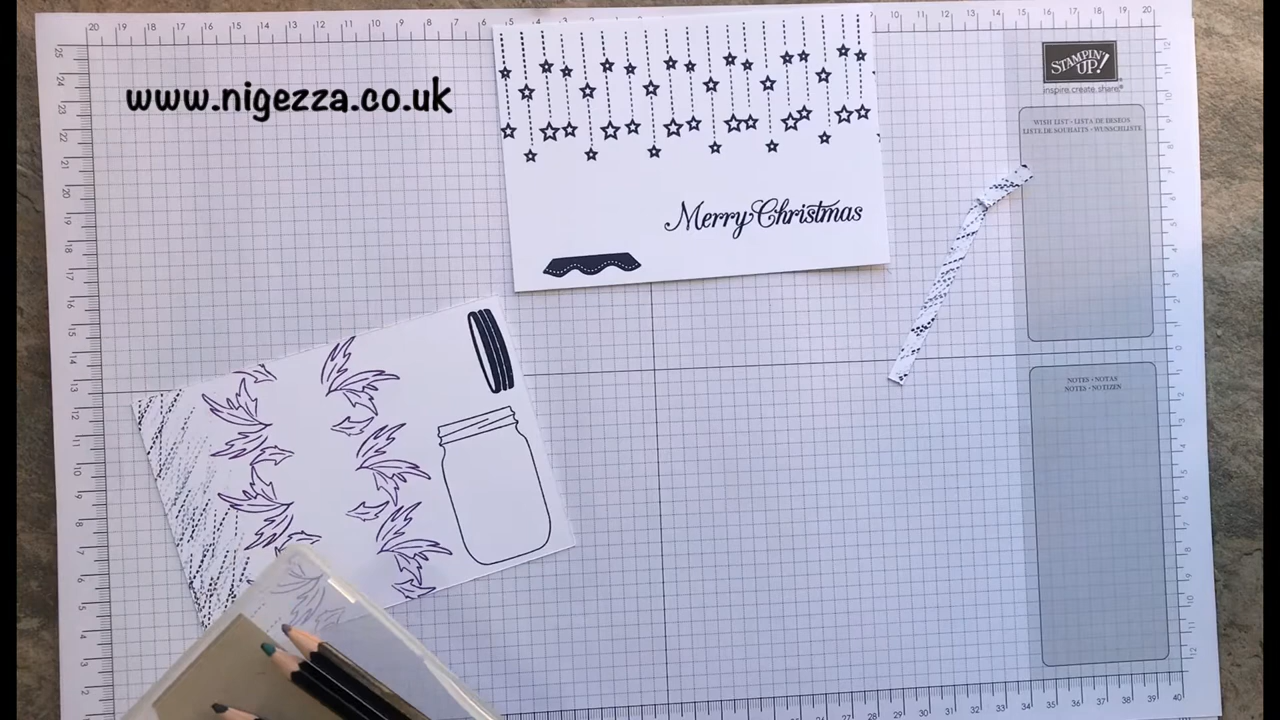 www.nigezza.co.uk
Merry Christmas
STAMPIN' UP!
inspire.create.share.
WISH LIST • LISTA DE DESEOS
LISTE DE SOUHAITS • WUNSCHLISTE
NOTES • NOTAS
NOTES • NOTIZEN